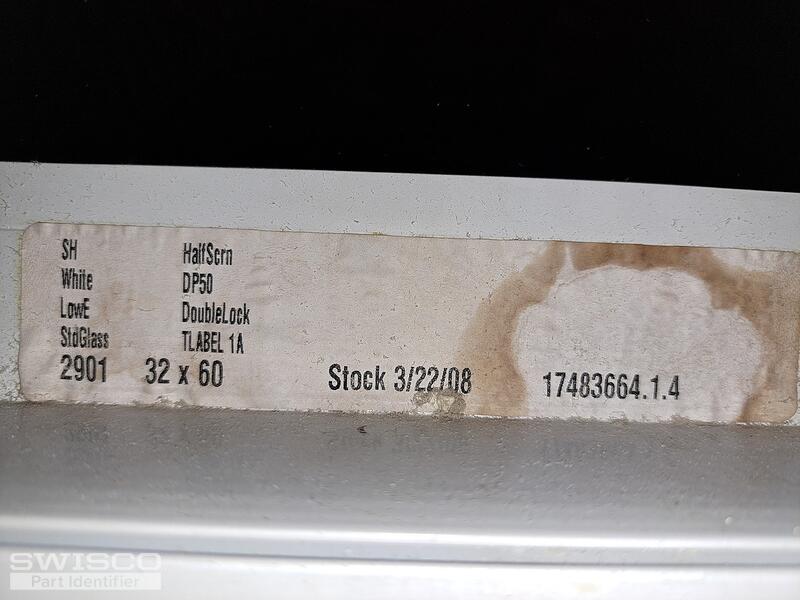 SH HalfScrn
White DP50
LowE DoubleLock
StdGlass TLABEL 1A
2901 32 x 60 Stock 3/22/08 17483664.1.4
SWISCO
Part Identifier